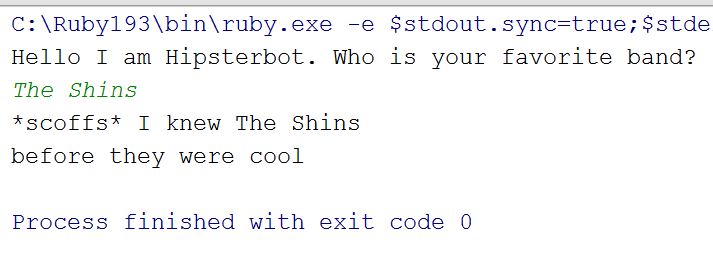 C:\Ruby193\bin\ruby.exe -e $stdout.sync=true;$stde
Hello I am Hipsterbot. Who is your favorite band?
The Shins
*scoffs* I knew The Shins
before they were cool
Process finished with exit code 0